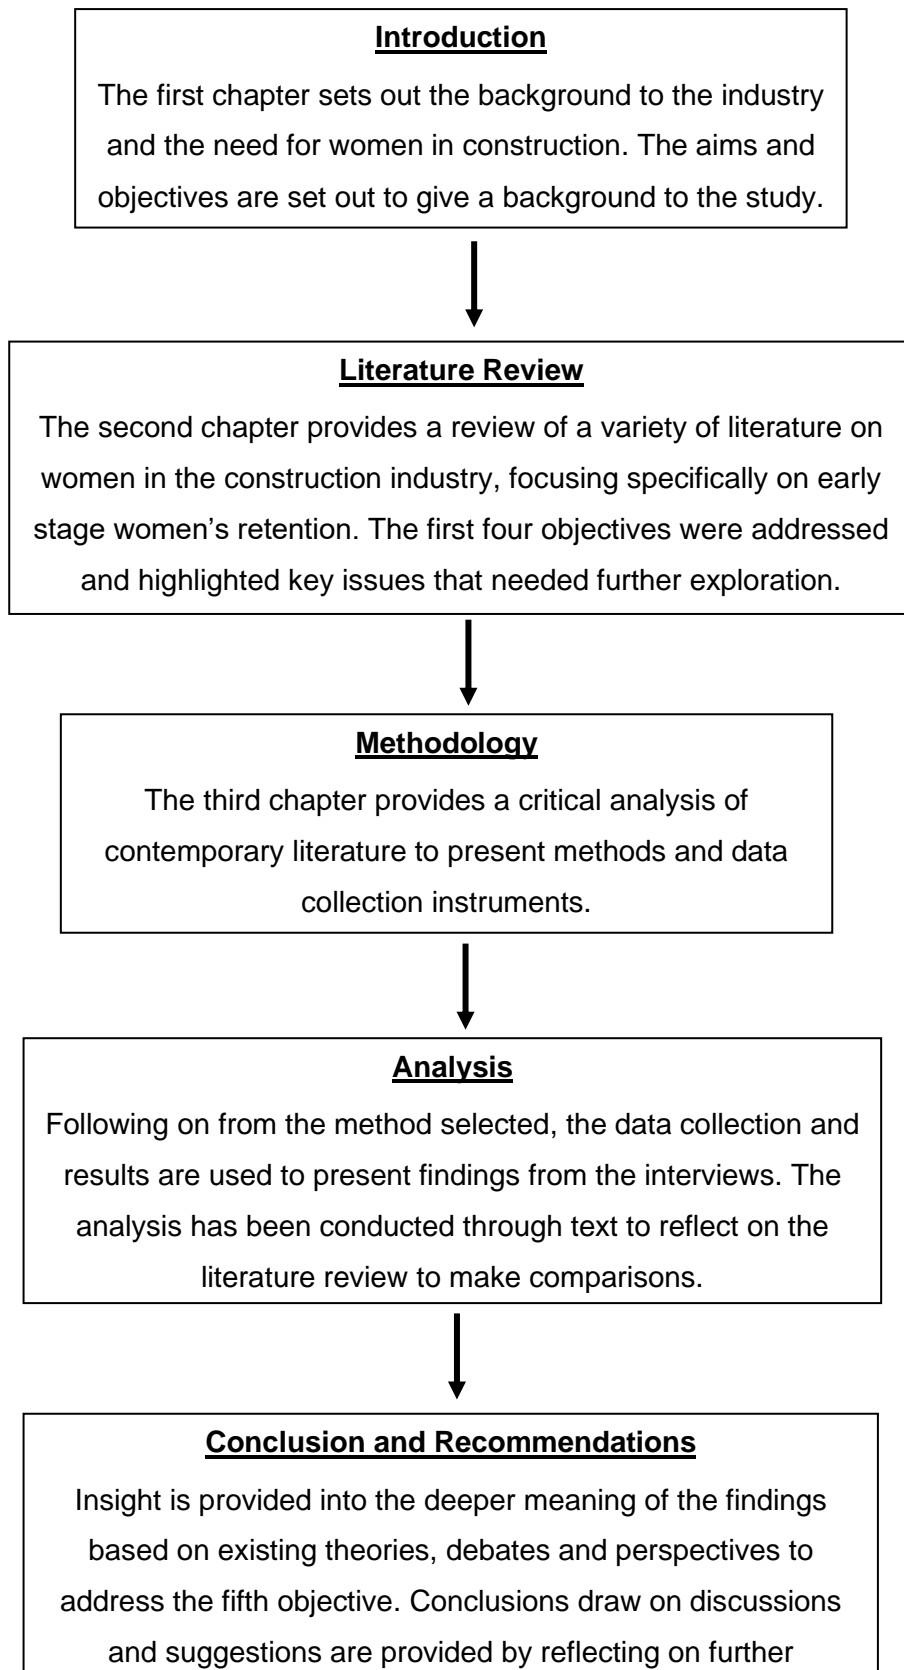 Introduction
The first chapter sets out the background to the industry
and the need for women in construction. The aims and
objectives are set out to give a background to the study.
Literature Review
The second chapter provides a review of a variety of literature on
women in the construction industry, focusing specifically on early
stage women’s retention. The first four objectives were addressed
and highlighted key issues that needed further exploration.
Methodology
The third chapter provides a critical analysis of
contemporary literature to present methods and data
collection instruments.
Analysis
Following on from the method selected, the data collection and
results are used to present findings from the interviews. The
analysis has been conducted through text to reflect on the
literature review to make comparisons.
Conclusion and Recommendations
Insight is provided into the deeper meaning of the findings
based on existing theories, debates and perspectives to
address the fifth objective. Conclusions draw on discussions
and suggestions are provided by reflecting on further